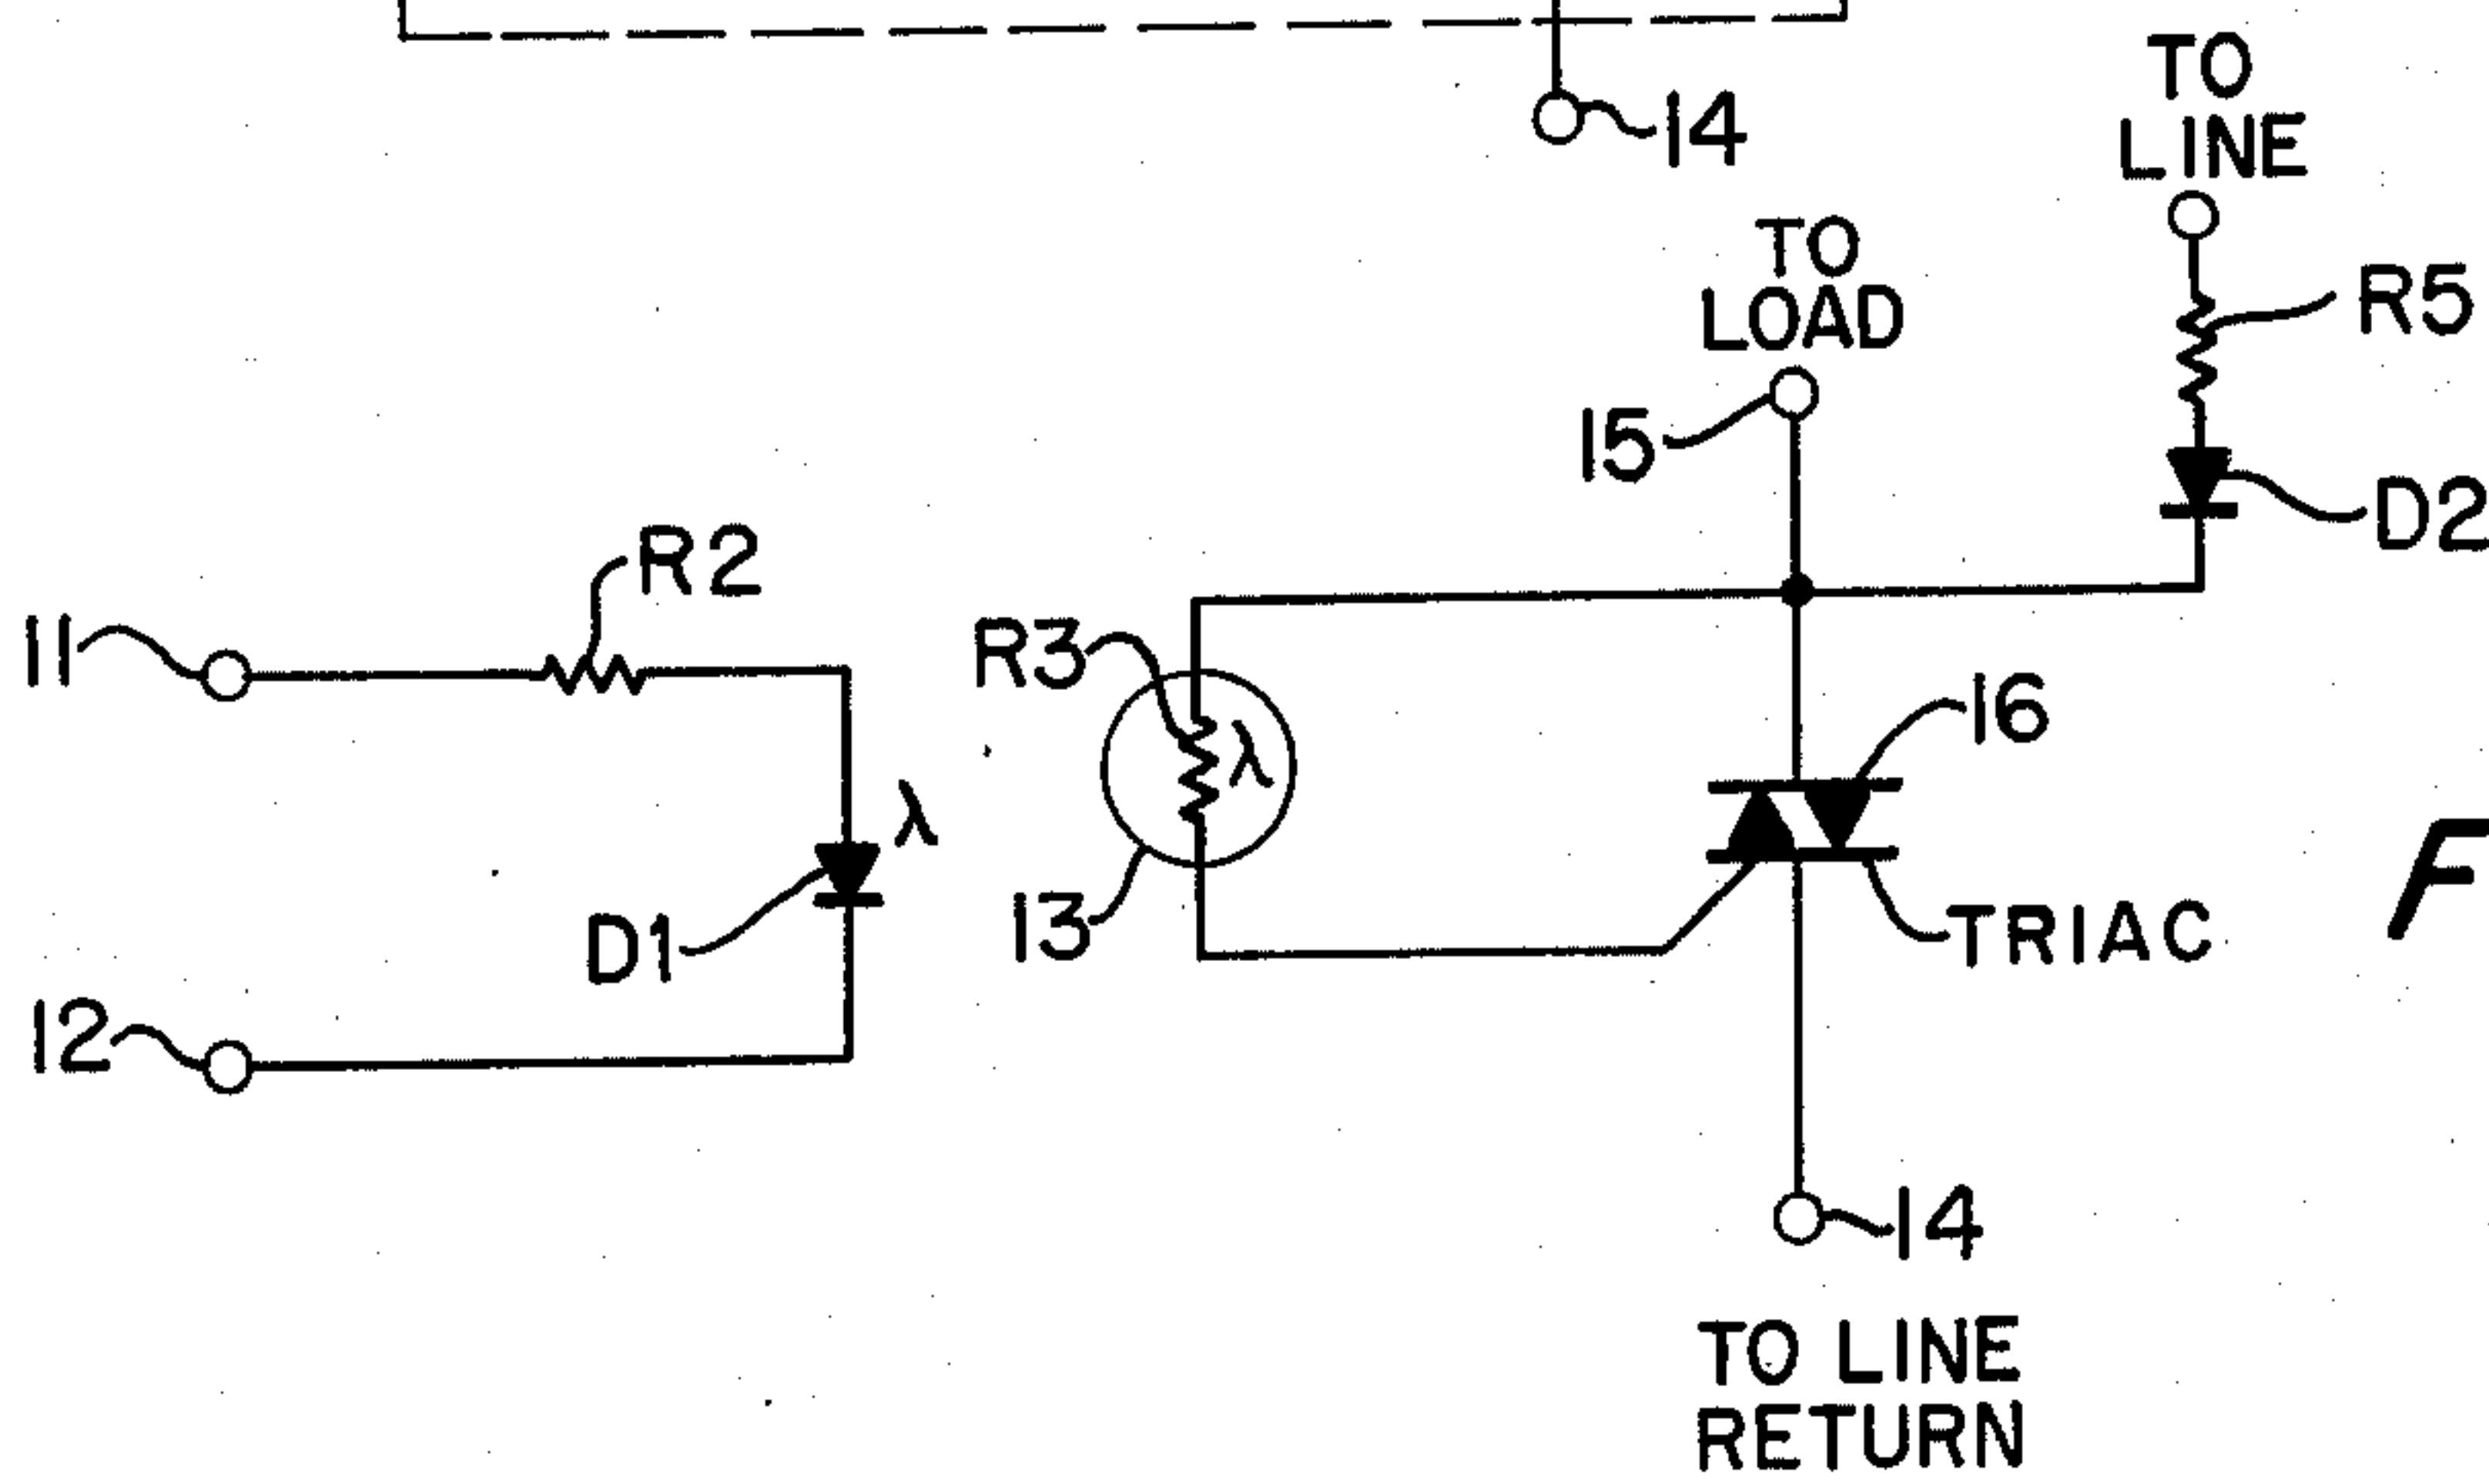 14
TO
LINE
TO
LOAD
R5
15
D2
R2
11
R3
λ
16
λ
D1
13
TRIAC
F
12
14
TO LINE
RETURN